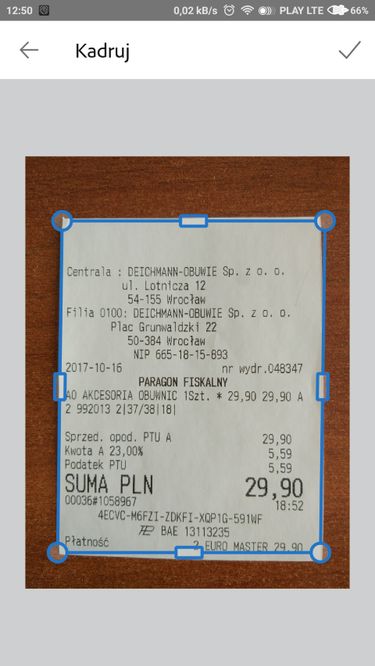 12:50 0,02 kB/s PLAY LTE 66%
Kadruj
Centrala : DEICHMANN-OBUWIE Sp. z o. o.
ul. Lotnicza 12
54-155 Wrocław
Filia 0100: DEICHMANN-OBUWIE Sp. z o. o.
Plac Grunwaldzki 22
50-384 Wrocław
NIP 665-18-15-893
2017-10-16 nr wydr.048347
PARAGON FISKALNY
A0 AKCESORIA OBUWNIC 1Szt. * 29,90 29,90 A
2 992013 2|37/38|18|
Sprzed. opod. PTU A 29,90
Kwota A 23,00% 5,59
Podatek PTU 5,59
SUMA PLN 29,90
00036#1058967 18:52
4ECVC-M6FZI-ZDKFI-XQP1G-591WF
BAE 13113235
Płatność 2 EURO MASTER 29,90